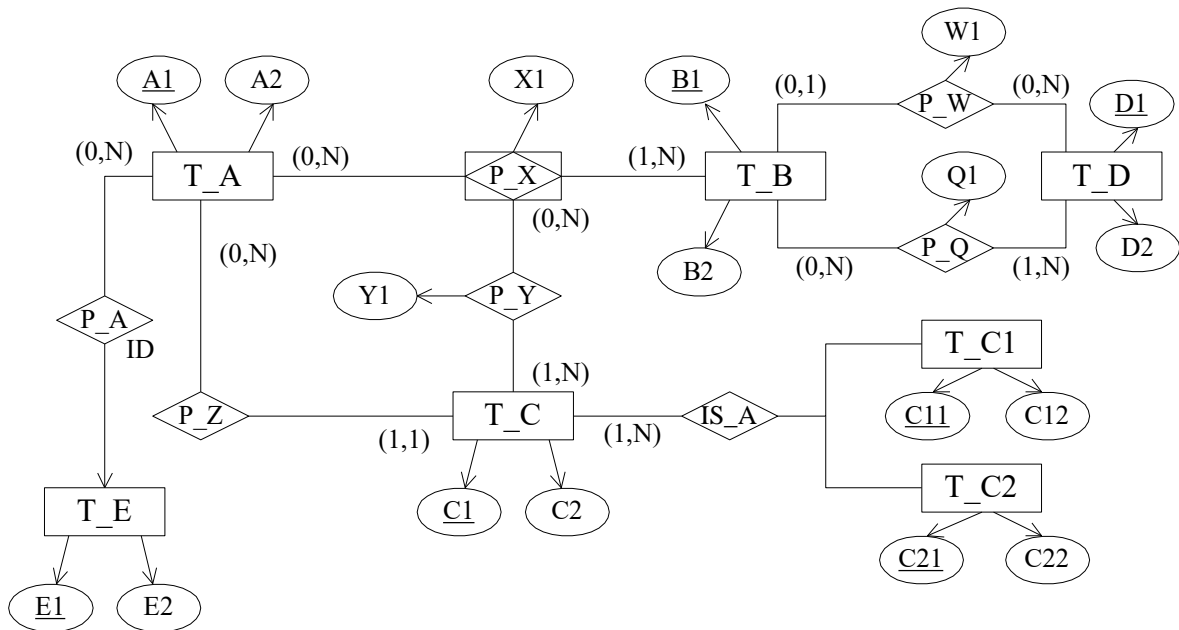 W1
A1
A2
X1
B1
(0,1)
(0,N)
P_W
D1
(0,N)
(0,N)
(1,N)
T_A
P_X
T_B
Q1
T_D
(0,N)
(0,N)
B2
(0,N)
P_Q
(1,N)
D2
Y1
P_Y
P_A
ID
T_C1
(1,N)
C11
C12
P_Z
T_C
IS_A
(1,1)
(1,N)
T_C2
T_E
C1
C2
C21
C22
E1
E2